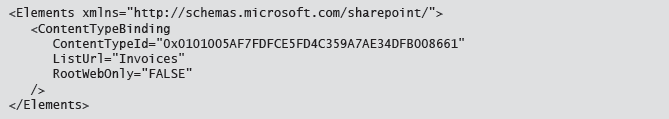 <Elements xmlns="http://schemas.microsoft.com/sharepoint/">
<ContentTypeBinding
ContentTypeId="0x0101005AF7FDFCE5FD4C359A7AE34DFB008661"
ListUrl="Invoices"
RootWebOnly="FALSE"
/>
</Elements>